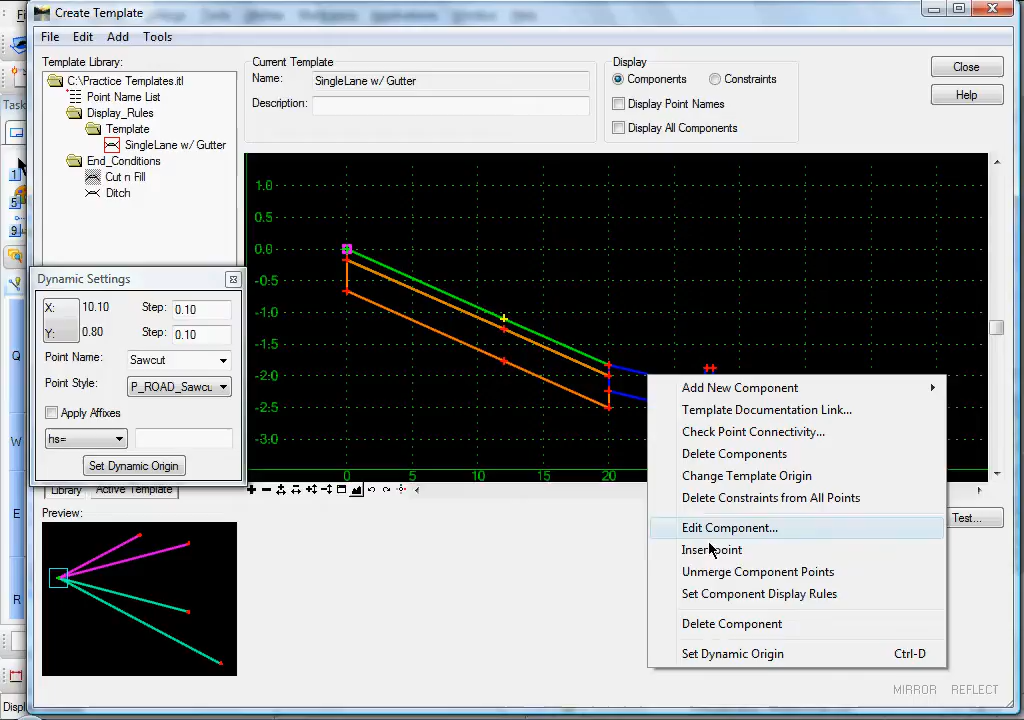 Create Template
File Edit Add Tools
Template Library:
C:\Practice Templates.itl
Point Name List
Display_Rules
Template
SingleLane w/ Gutter
End_Conditions
Cut n Fill
Ditch
Current Template
Name: SingleLane w/ Gutter
Description:
Display
Components Constraints
Display Point Names
Display All Components
Close
Help
1.0
0.5
0.0
-0.5
-1.0
-1.5
-2.0
-2.5
-3.0
0 5 10 15 20
Dynamic Settings
X: 10.10 Step: 0.10
Y: 0.80 Step: 0.10
Point Name: Sawcut
Point Style: P_ROAD_Sawcu
Apply Affixes
hs=
Set Dynamic Origin
Library Active Template
Preview:
Add New Component
Template Documentation Link...
Check Point Connectivity...
Delete Components
Change Template Origin
Delete Constraints from All Points
Edit Component...
Insert point
Unmerge Component Points
Set Component Display Rules
Delete Component
Set Dynamic Origin Ctrl-D
Test...
MIRROR REFLECT